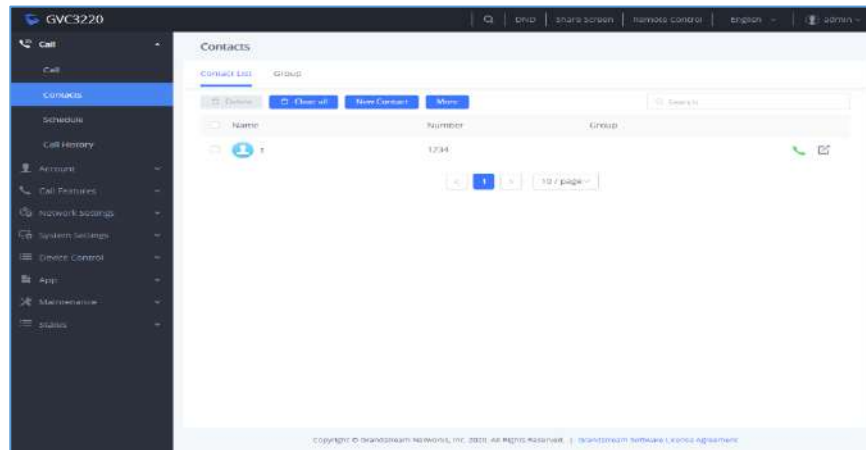 GVC3220
DND
Share Screen
Remote Control
English
admin
Call
Call
Contacts
Schedule
Call History
Account
Call Features
Network Settings
System Settings
Device Control
App
Maintenance
Status
Contacts
Contact List
Group
Delete
Clear all
New Contact
More
Search
Name
Number
Group
1234
1
10 / page
Copyright © Grandstream Networks, Inc. 2020. All Rights Reserved. | Grandstream Software License Agreement